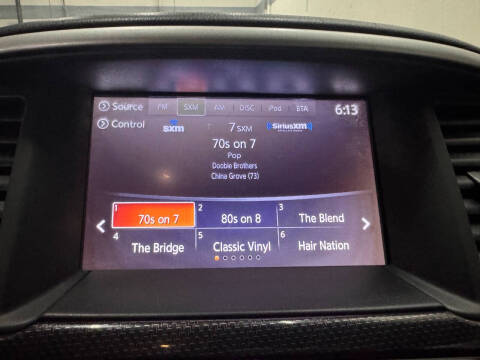 Source FM SXM AM DISC iPod BTA 6:13
Control sxm 7 SXM SiriusXM
70s on 7
Pop
Doobie Brothers
China Grove (73)
1 70s on 7 2 80s on 8 3 The Blend
4 The Bridge 5 Classic Vinyl 6 Hair Nation